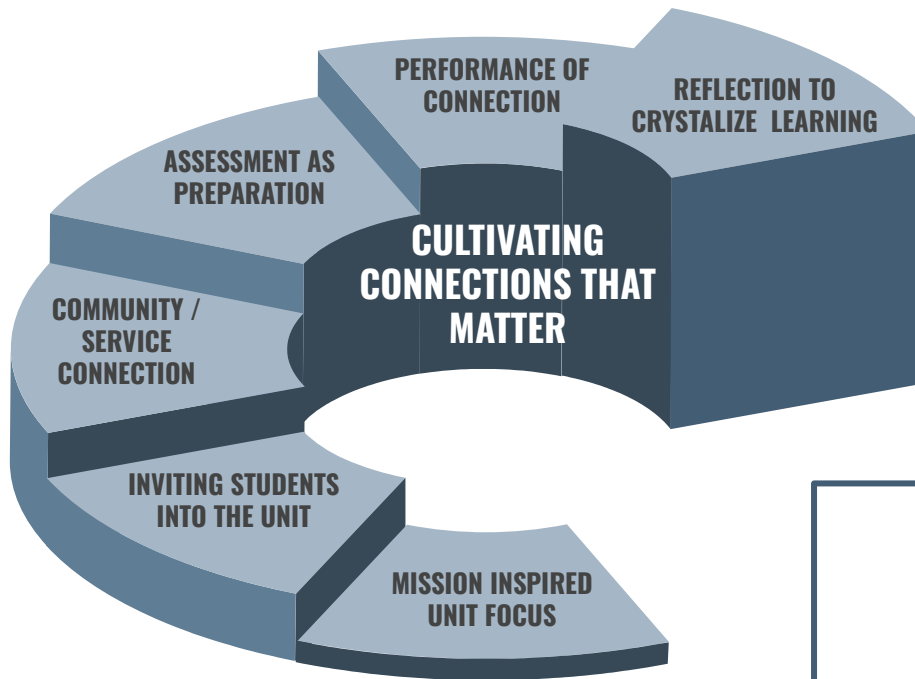 PERFORMANCE OF
CONNECTION
REFLECTION TO
CRYSTALIZE LEARNING
ASSESSMENT AS
PREPARATION
CULTIVATING
CONNECTIONS THAT
MATTER
COMMUNITY /
SERVICE
CONNECTION
INVITING STUDENTS
INTO THE UNIT
MISSION INSPIRED
UNIT FOCUS